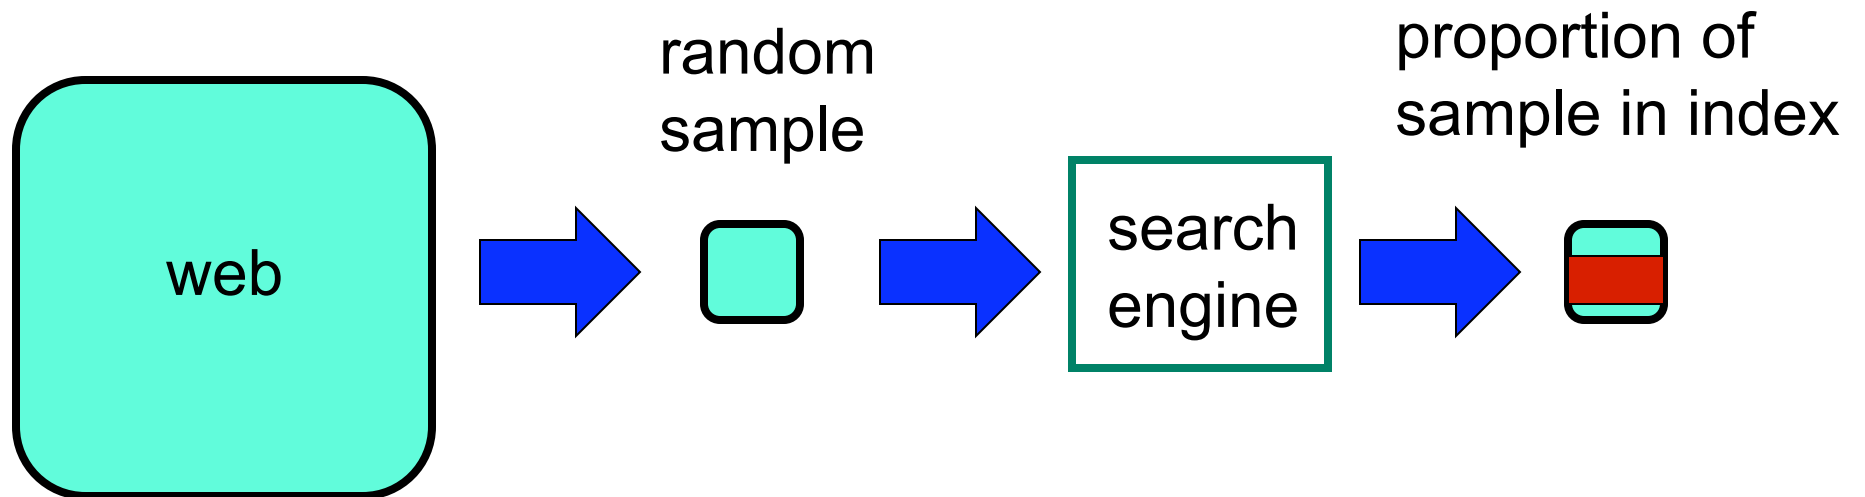 web
random
sample
search
engine
proportion of
sample in index